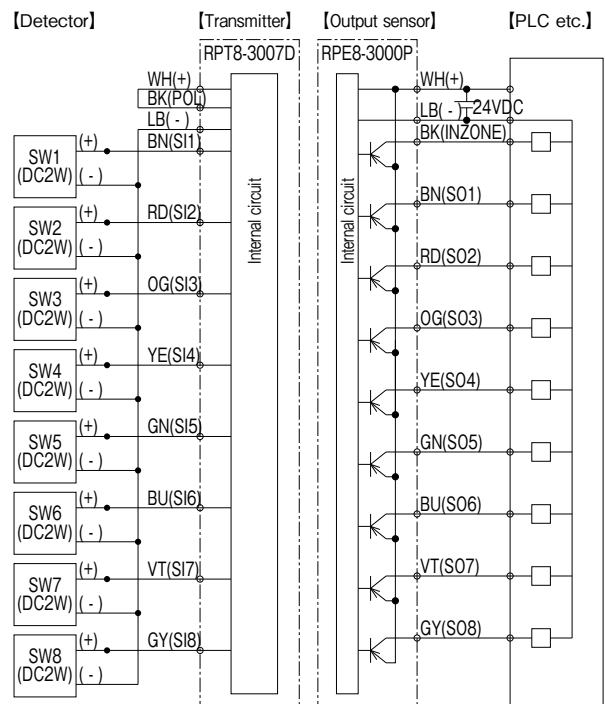 【Detector】 【Transmitter】 【Output sensor】 【PLC etc.】
RPT8-3007D RPE8-3000P
WH(+) WH(+)
BK(POL)
LB( - ) LB( - ) 24VDC
BK(INZONE)
SW1
(DC2W)
(+) BN(SI1)
( - )
BN(SO1)
SW2
(DC2W)
(+) RD(SI2)
( - )
RD(SO2)
SW3
(DC2W)
(+) OG(SI3)
( - )
OG(SO3)
SW4
(DC2W)
(+) YE(SI4)
( - )
YE(SO4)
SW5
(DC2W)
(+) GN(SI5)
( - )
GN(SO5)
SW6
(DC2W)
(+) BU(SI6)
( - )
BU(SO6)
SW7
(DC2W)
(+) VT(SI7)
( - )
VT(SO7)
SW8
(DC2W)
(+) GY(SI8)
( - )
GY(SO8)
Internal circuit
Internal circuit